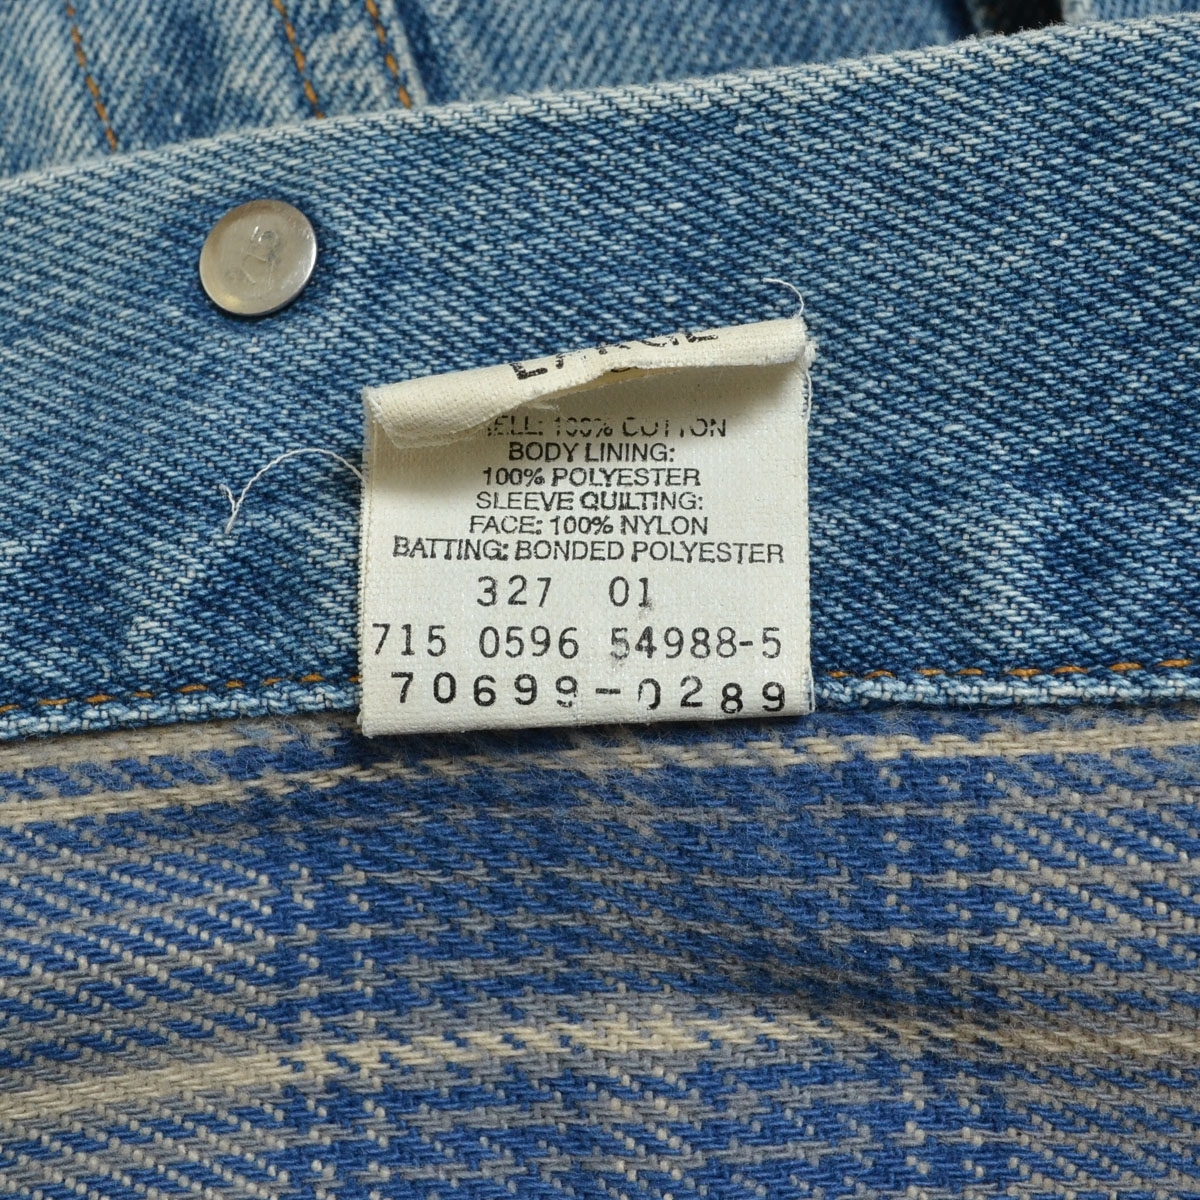 LARGE
SHELL: 100% COTTON
BODY LINING:
100% POLYESTER
SLEEVE QUILTING:
FACE: 100% NYLON
BATTING: BONDED POLYESTER
327 01
715 0596 54988-5
70699-0289